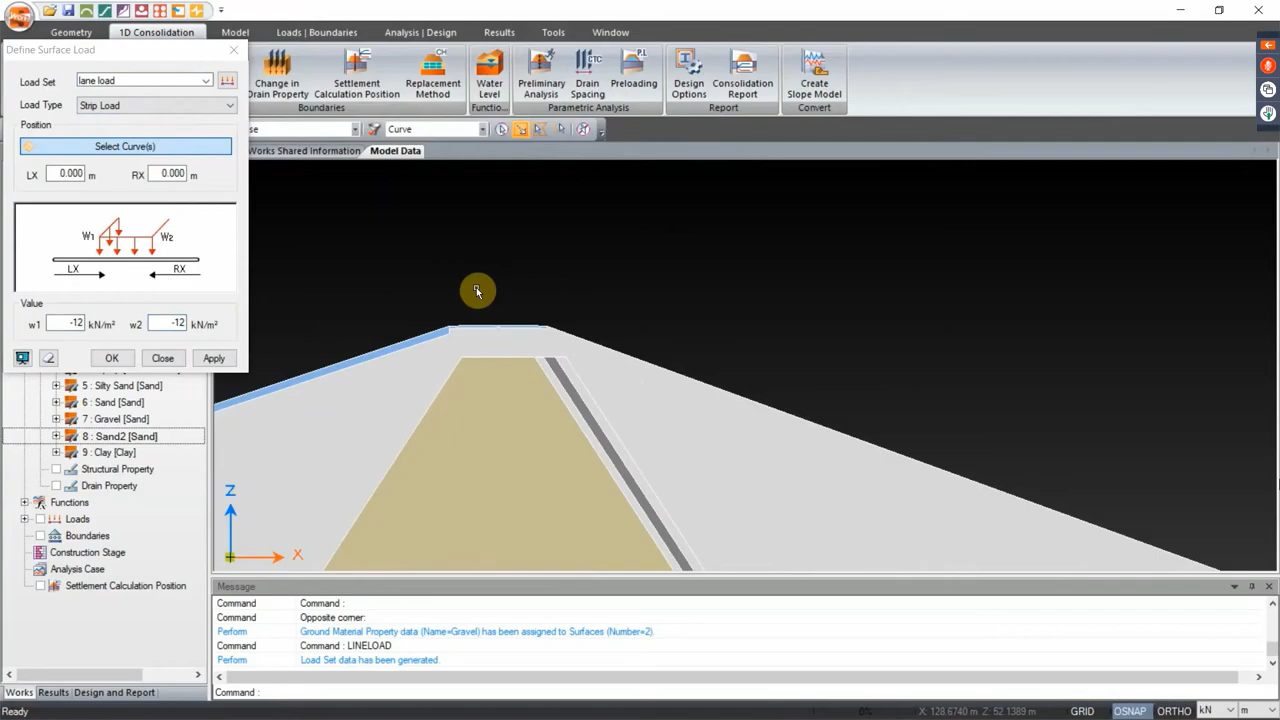 Geometry 1D Consolidation Model Loads | Boundaries Analysis | Design Results Tools Window
Define Surface Load
Load Set lane load
Load Type Strip Load
Position
Select Curve(s)
LX 0.000 m RX 0.000 m
W1 W2
LX RX
Value
w1 -12 kN/m² w2 -12 kN/m²
OK Close Apply
Change in Drain Property
Settlement Calculation Position
Replacement Method
Water Level
Preliminary Analysis
Drain Spacing
Preloading
Design Options
Consolidation Report
Create Slope Model
Boundaries Functio... Parametric Analysis Report Convert
se Curve
Works Shared Information Model Data
5 : Silty Sand [Sand]
6 : Sand [Sand]
7 : Gravel [Sand]
8 : Sand2 [Sand]
9 : Clay [Clay]
Structural Property
Drain Property
Functions
Loads
Boundaries
Construction Stage
Analysis Case
Settlement Calculation Position
Z
X
Message
Command Command :
Command Opposite corner:
Perform Ground Material Property data (Name=Gravel) has been assigned to Surfaces (Number=2).
Command Command : LINELOAD
Perform Load Set data has been generated.
Works Results Design and Report
Command :
Ready 0% X: 128.6740 m Z: 52.1389 m GRID OSNAP ORTHO kN m